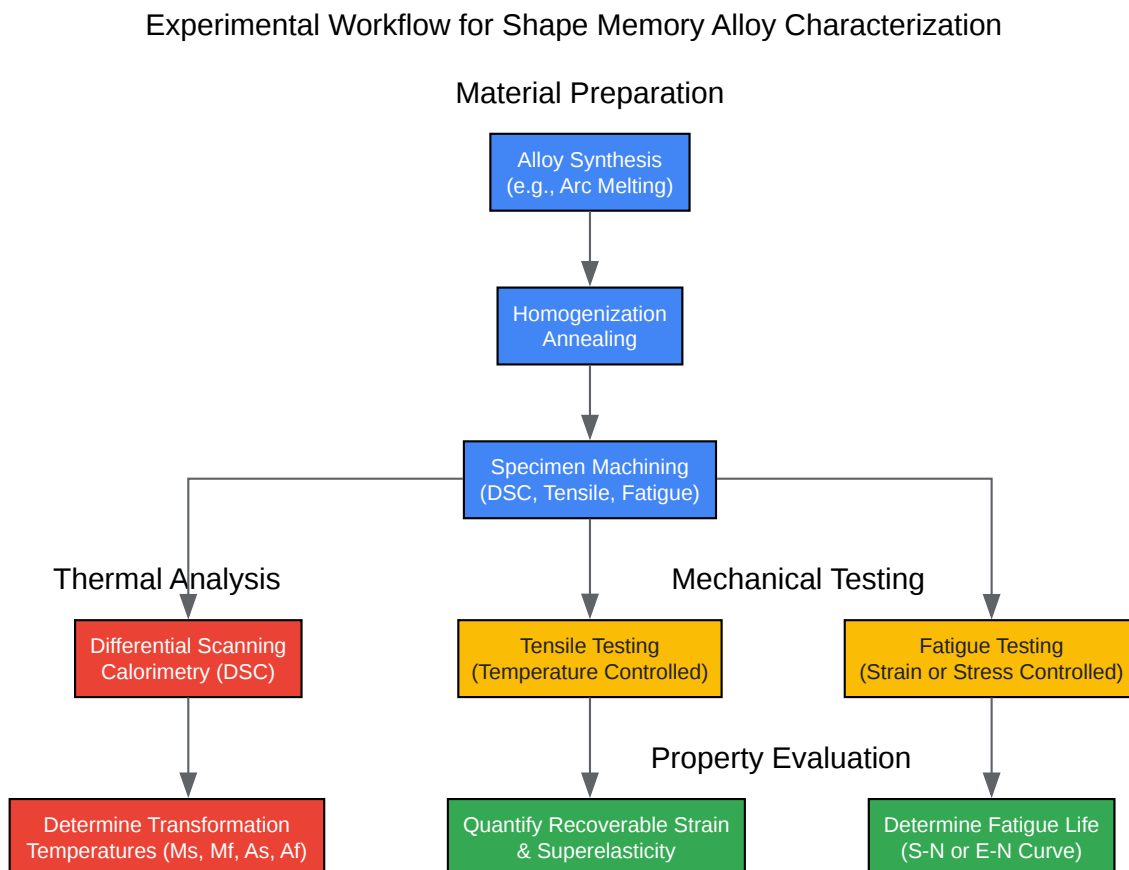 Experimental Workflow for Shape Memory Alloy Characterization
Material Preparation
Alloy Synthesis
(e.g., Arc Melting)
Homogenization
Annealing
Specimen Machining
(DSC, Tensile, Fatigue)
Thermal Analysis
Mechanical Testing
Differential Scanning
Calorimetry (DSC)
Tensile Testing
(Temperature Controlled)
Fatigue Testing
(Strain or Stress Controlled)
Property Evaluation
Determine Transformation
Temperatures (Ms, Mf, As, Af)
Quantify Recoverable Strain
& Superelasticity
Determine Fatigue Life
(S-N or E-N Curve)